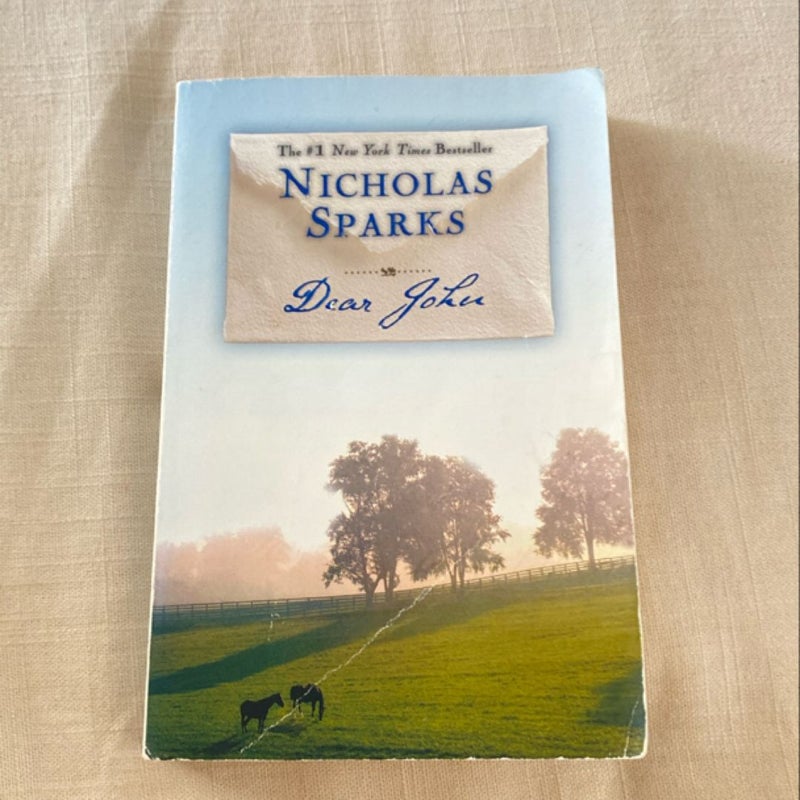 The #1 New York Times Bestseller
NICHOLAS
SPARKS
Dear John